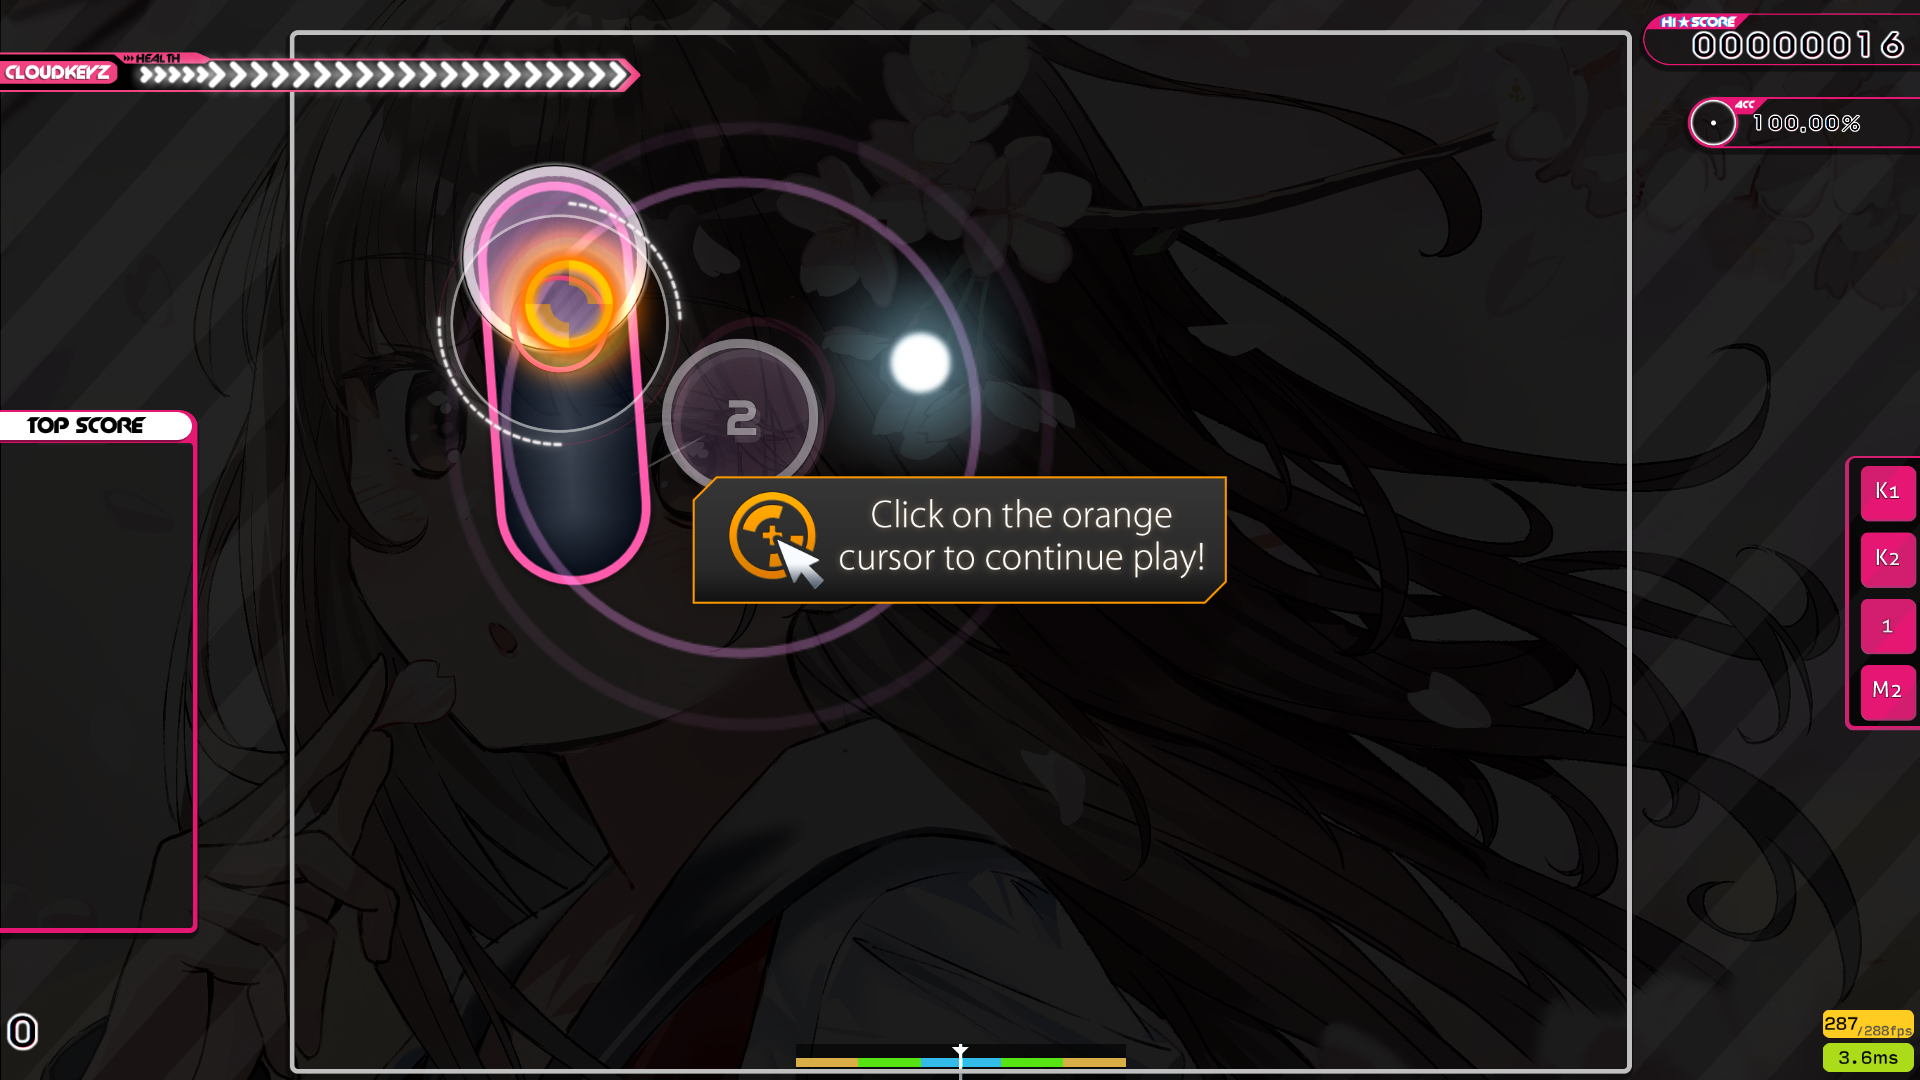 HI★SCORE
00000016
HEALTH
CLOUDKEYZ
ACC
100.00%
TOP SCORE
2
Click on the orange
cursor to continue play!
K1
K2
1
M2
0
287/288fps
3.6ms